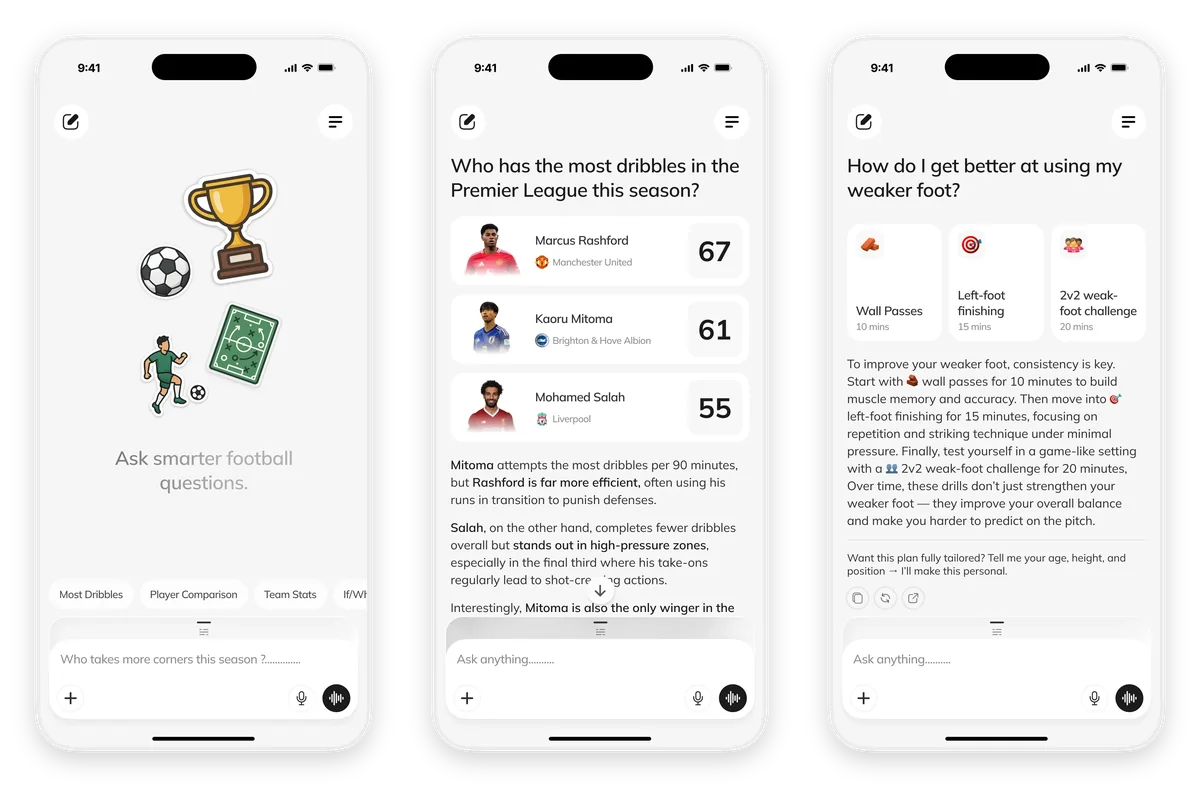 9:41
Ask smarter football
questions.
Most Dribbles
Player Comparison
Team Stats
If/Wh
Who takes more corners this season ?..............
9:41
Who has the most dribbles in the
Premier League this season?
Marcus Rashford
Manchester United
67
Kaoru Mitoma
Brighton & Hove Albion
61
Mohamed Salah
Liverpool
55
Mitoma attempts the most dribbles per 90 minutes,
but Rashford is far more efficient, often using his
runs in transition to punish defenses.
Salah, on the other hand, completes fewer dribbles
overall but stands out in high-pressure zones,
especially in the final third where his take-ons
regularly lead to shot-creating actions.
Interestingly, Mitoma is also the only winger in the
Ask anything..........
9:41
How do I get better at using my
weaker foot?
Wall Passes
10 mins
Left-foot
finishing
15 mins
2v2 weak-
foot challenge
20 mins
To improve your weaker foot, consistency is key.
Start with 🧱 wall passes for 10 minutes to build
muscle memory and accuracy. Then move into 🎯
left-foot finishing for 15 minutes, focusing on
repetition and striking technique under minimal
pressure. Finally, test yourself in a game-like setting
with a 👥 2v2 weak-foot challenge for 20 minutes,
Over time, these drills don't just strengthen your
weaker foot — they improve your overall balance
and make you harder to predict on the pitch.
Want this plan fully tailored? Tell me your age, height, and
position → I'll make this personal.
Ask anything..........